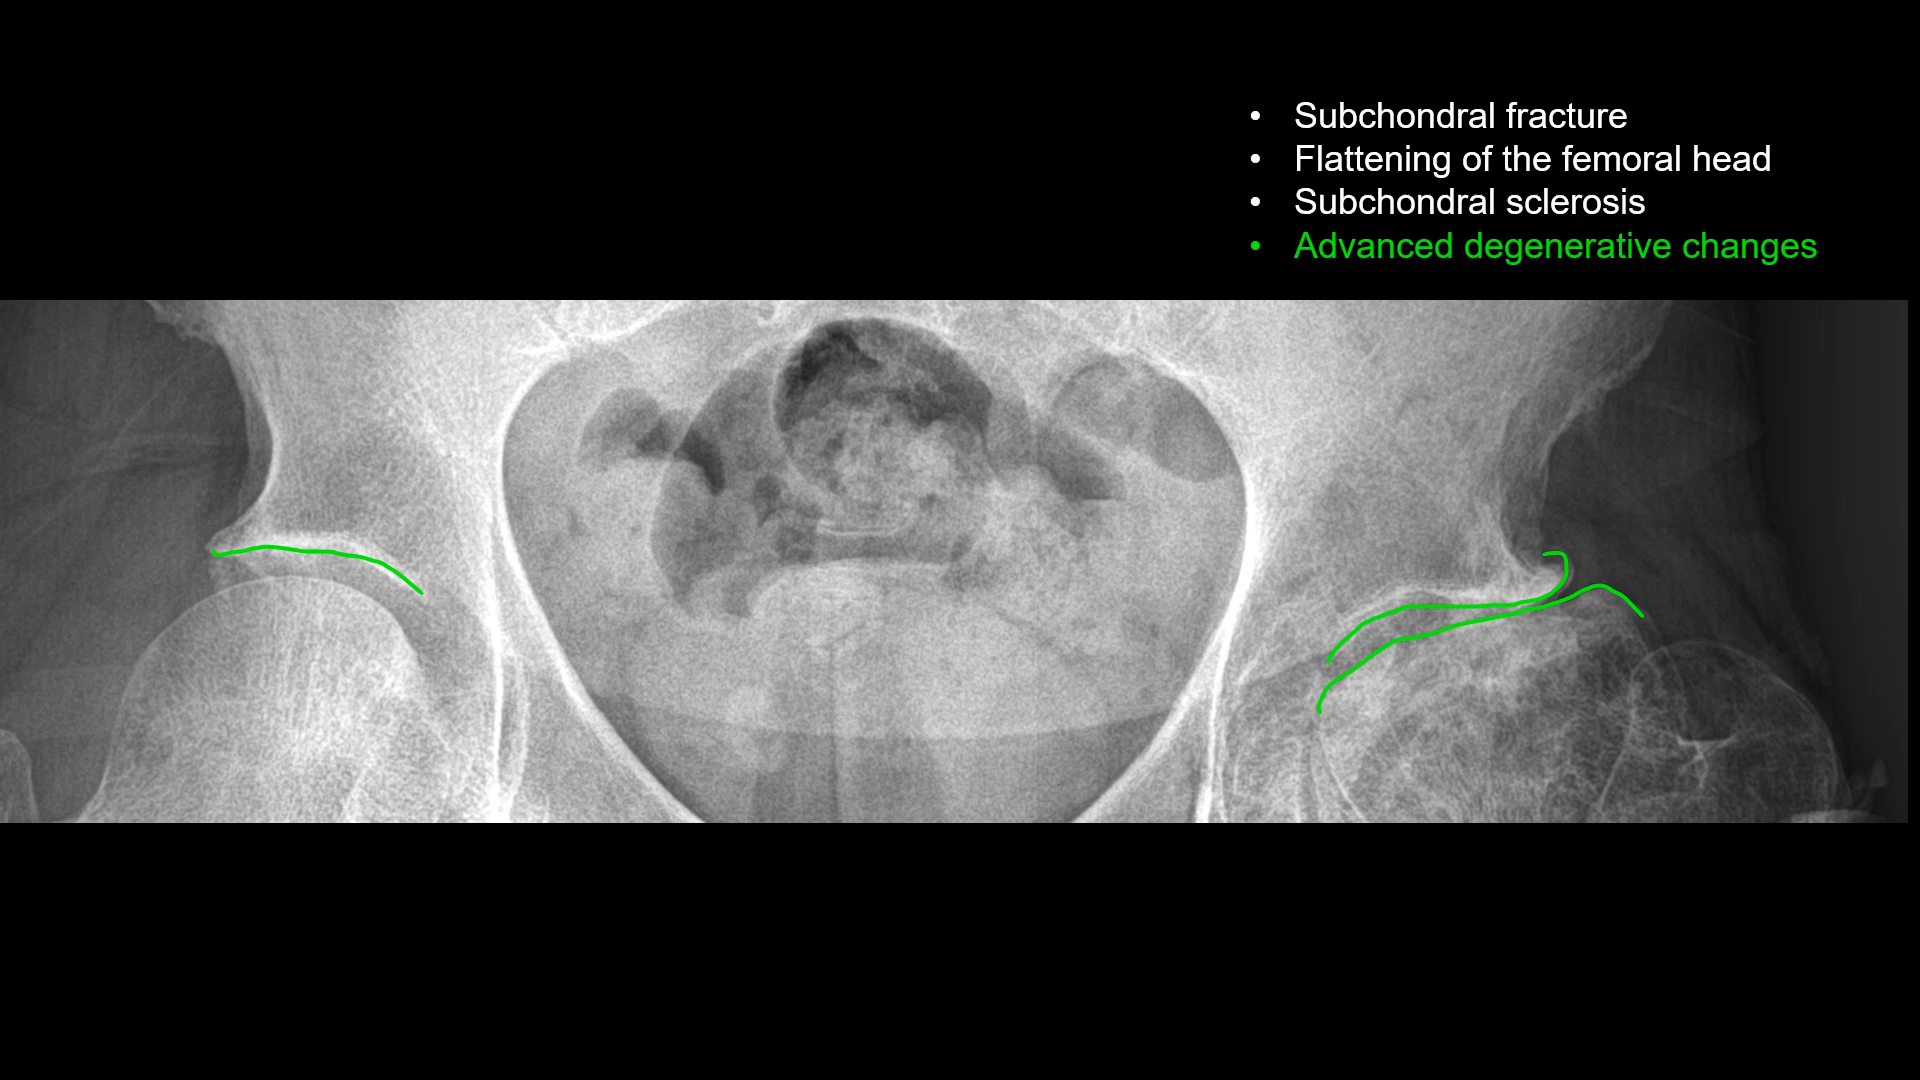 • Subchondral fracture
• Flattening of the femoral head
• Subchondral sclerosis
• Advanced degenerative changes